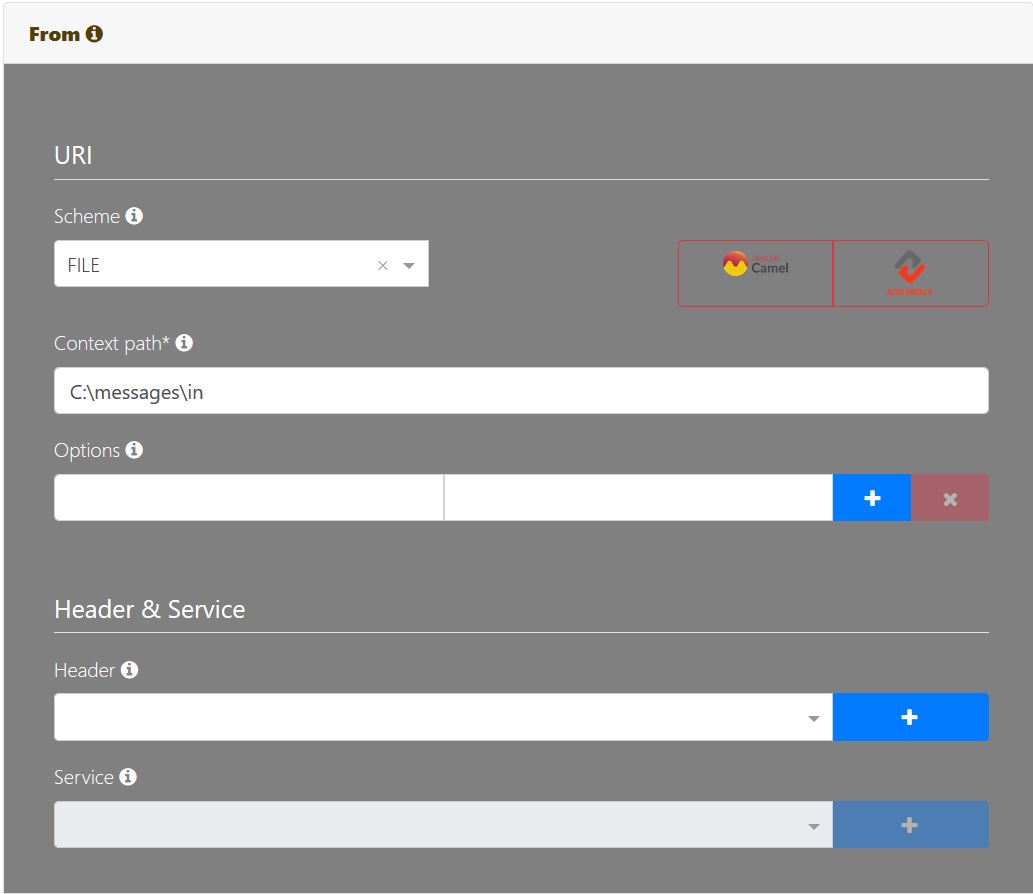 From
URI
Scheme
FILE
APACHE
Camel
ASSIMBLY
Context path*
C:\messages\in
Options
Header & Service
Header
Service